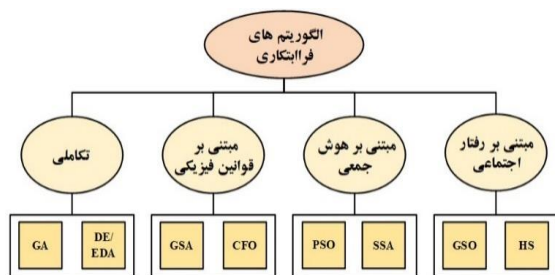 الگوریتم های
فراابتکاری
مبتنی بر رفتار
اجتماعی
مبتنی بر هوش
جمعی
مبتنی بر
قوانین فیزیکی
تکاملی
GA
DE/
EDA
GSA
CFO
PSO
SSA
GSO
HS